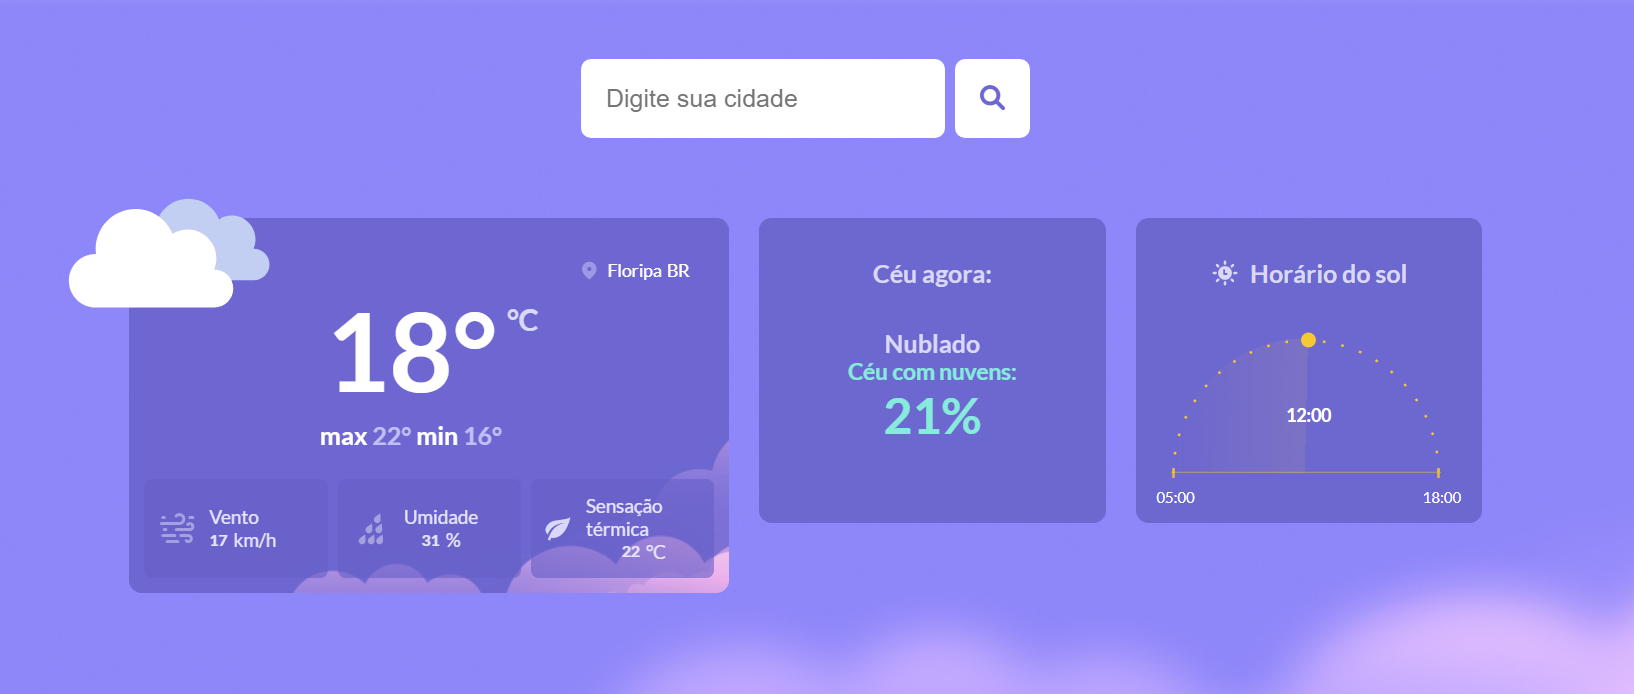 Digite sua cidade
Floripa BR
18° °C
max 22° min 16°
Vento
17 km/h
Umidade
31 %
Sensação
térmica
22 °C
Céu agora:
Nublado
Céu com nuvens:
21%
Horário do sol
12:00
05:00 18:00